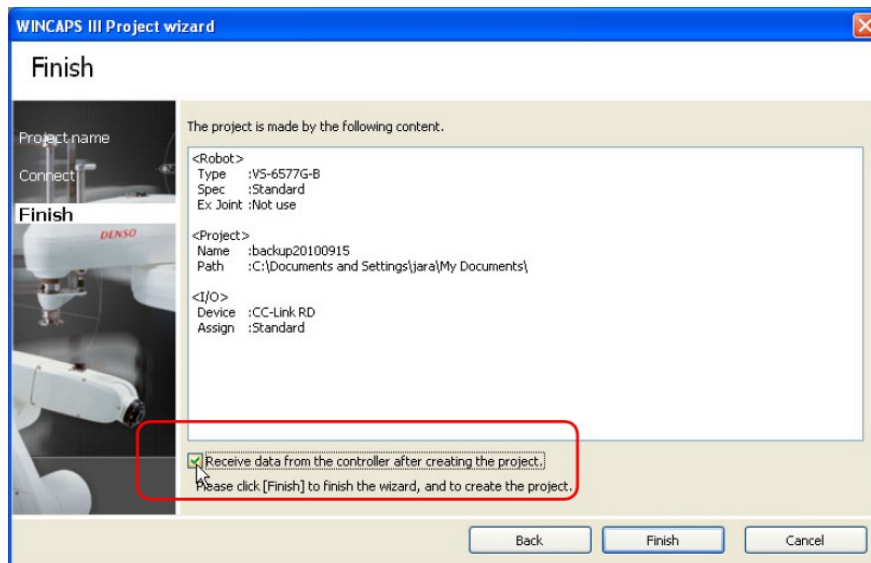 WINCAPS III Project wizard
Finish
Project name
Connect
Finish
DENSO
The project is made by the following content.
<Robot>
Type :VS-6577G-B
Spec :Standard
Ex Joint :Not use
<Project>
Name :backup20100915
Path :C:\Documents and Settings\jara\My Documents\
<I/O>
Device :CC-Link RD
Assign :Standard
Receive data from the controller after creating the project.
Please click [Finish] to finish the wizard, and to create the project.
Back Finish Cancel